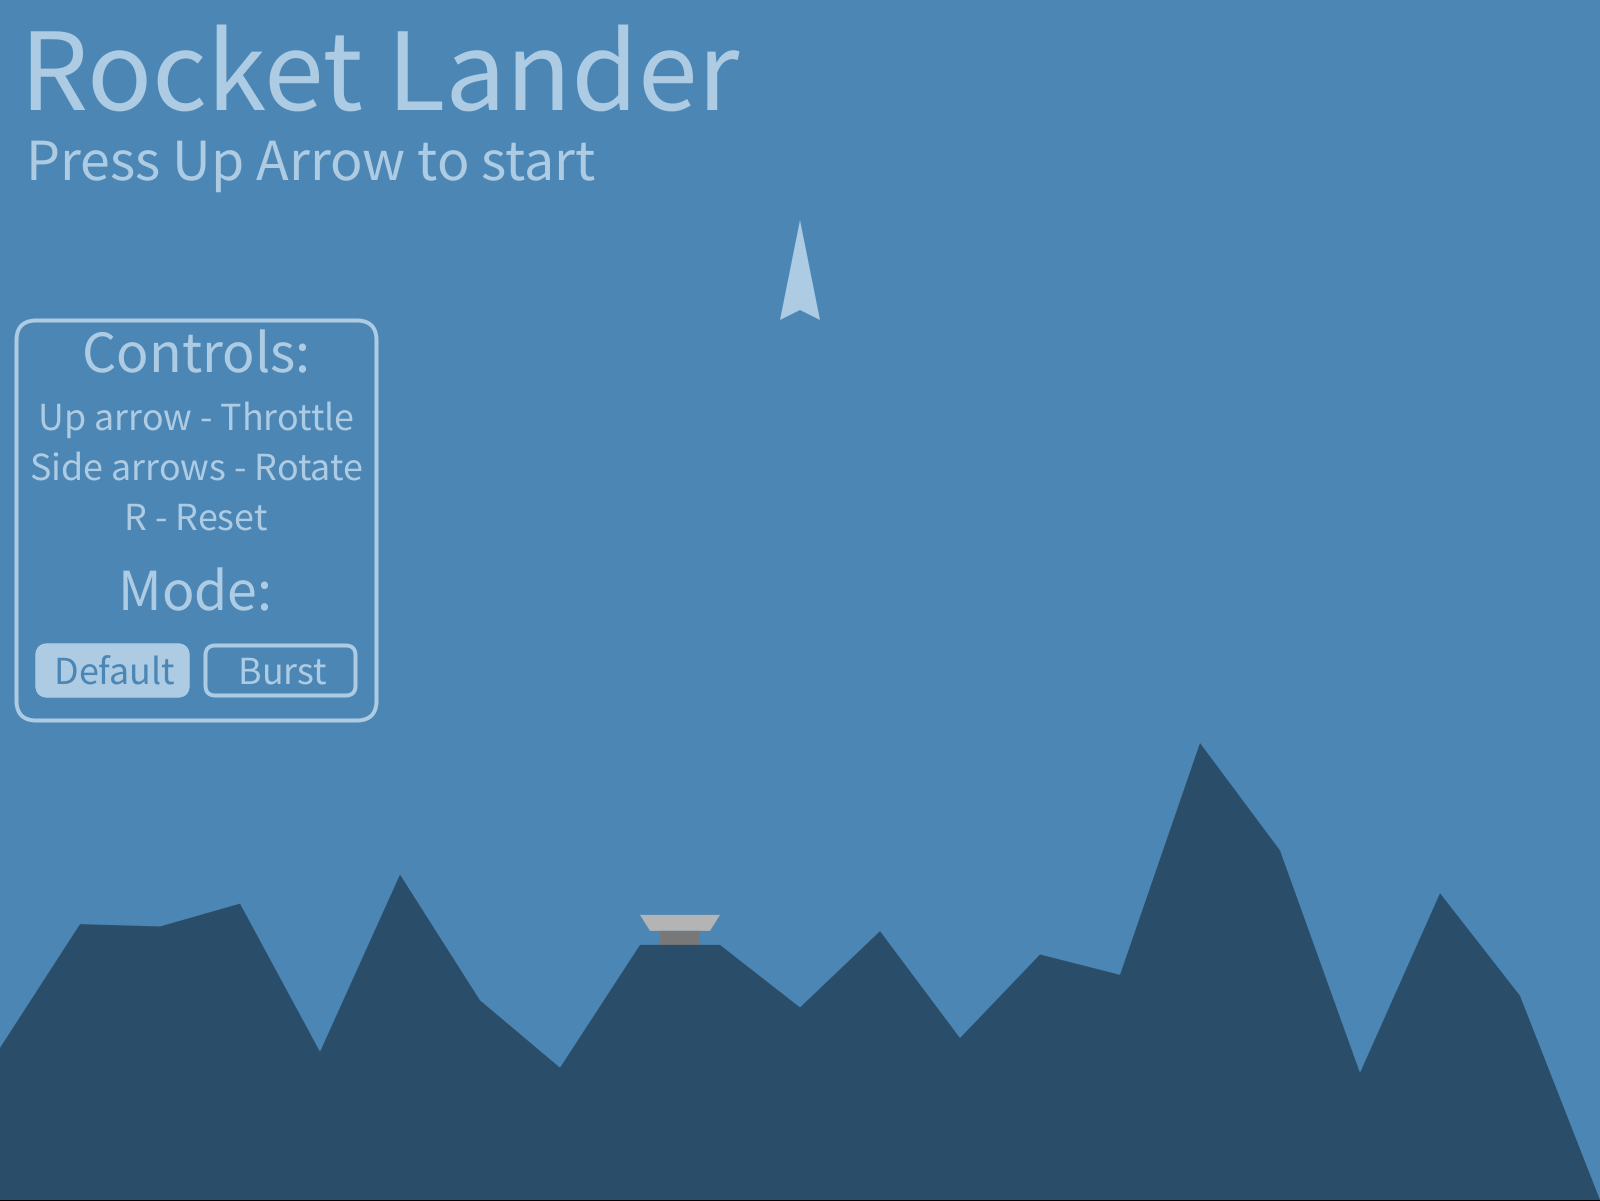 Rocket Lander
Press Up Arrow to start
Controls:
Up arrow - Throttle
Side arrows - Rotate
R - Reset
Mode:
Default
Burst